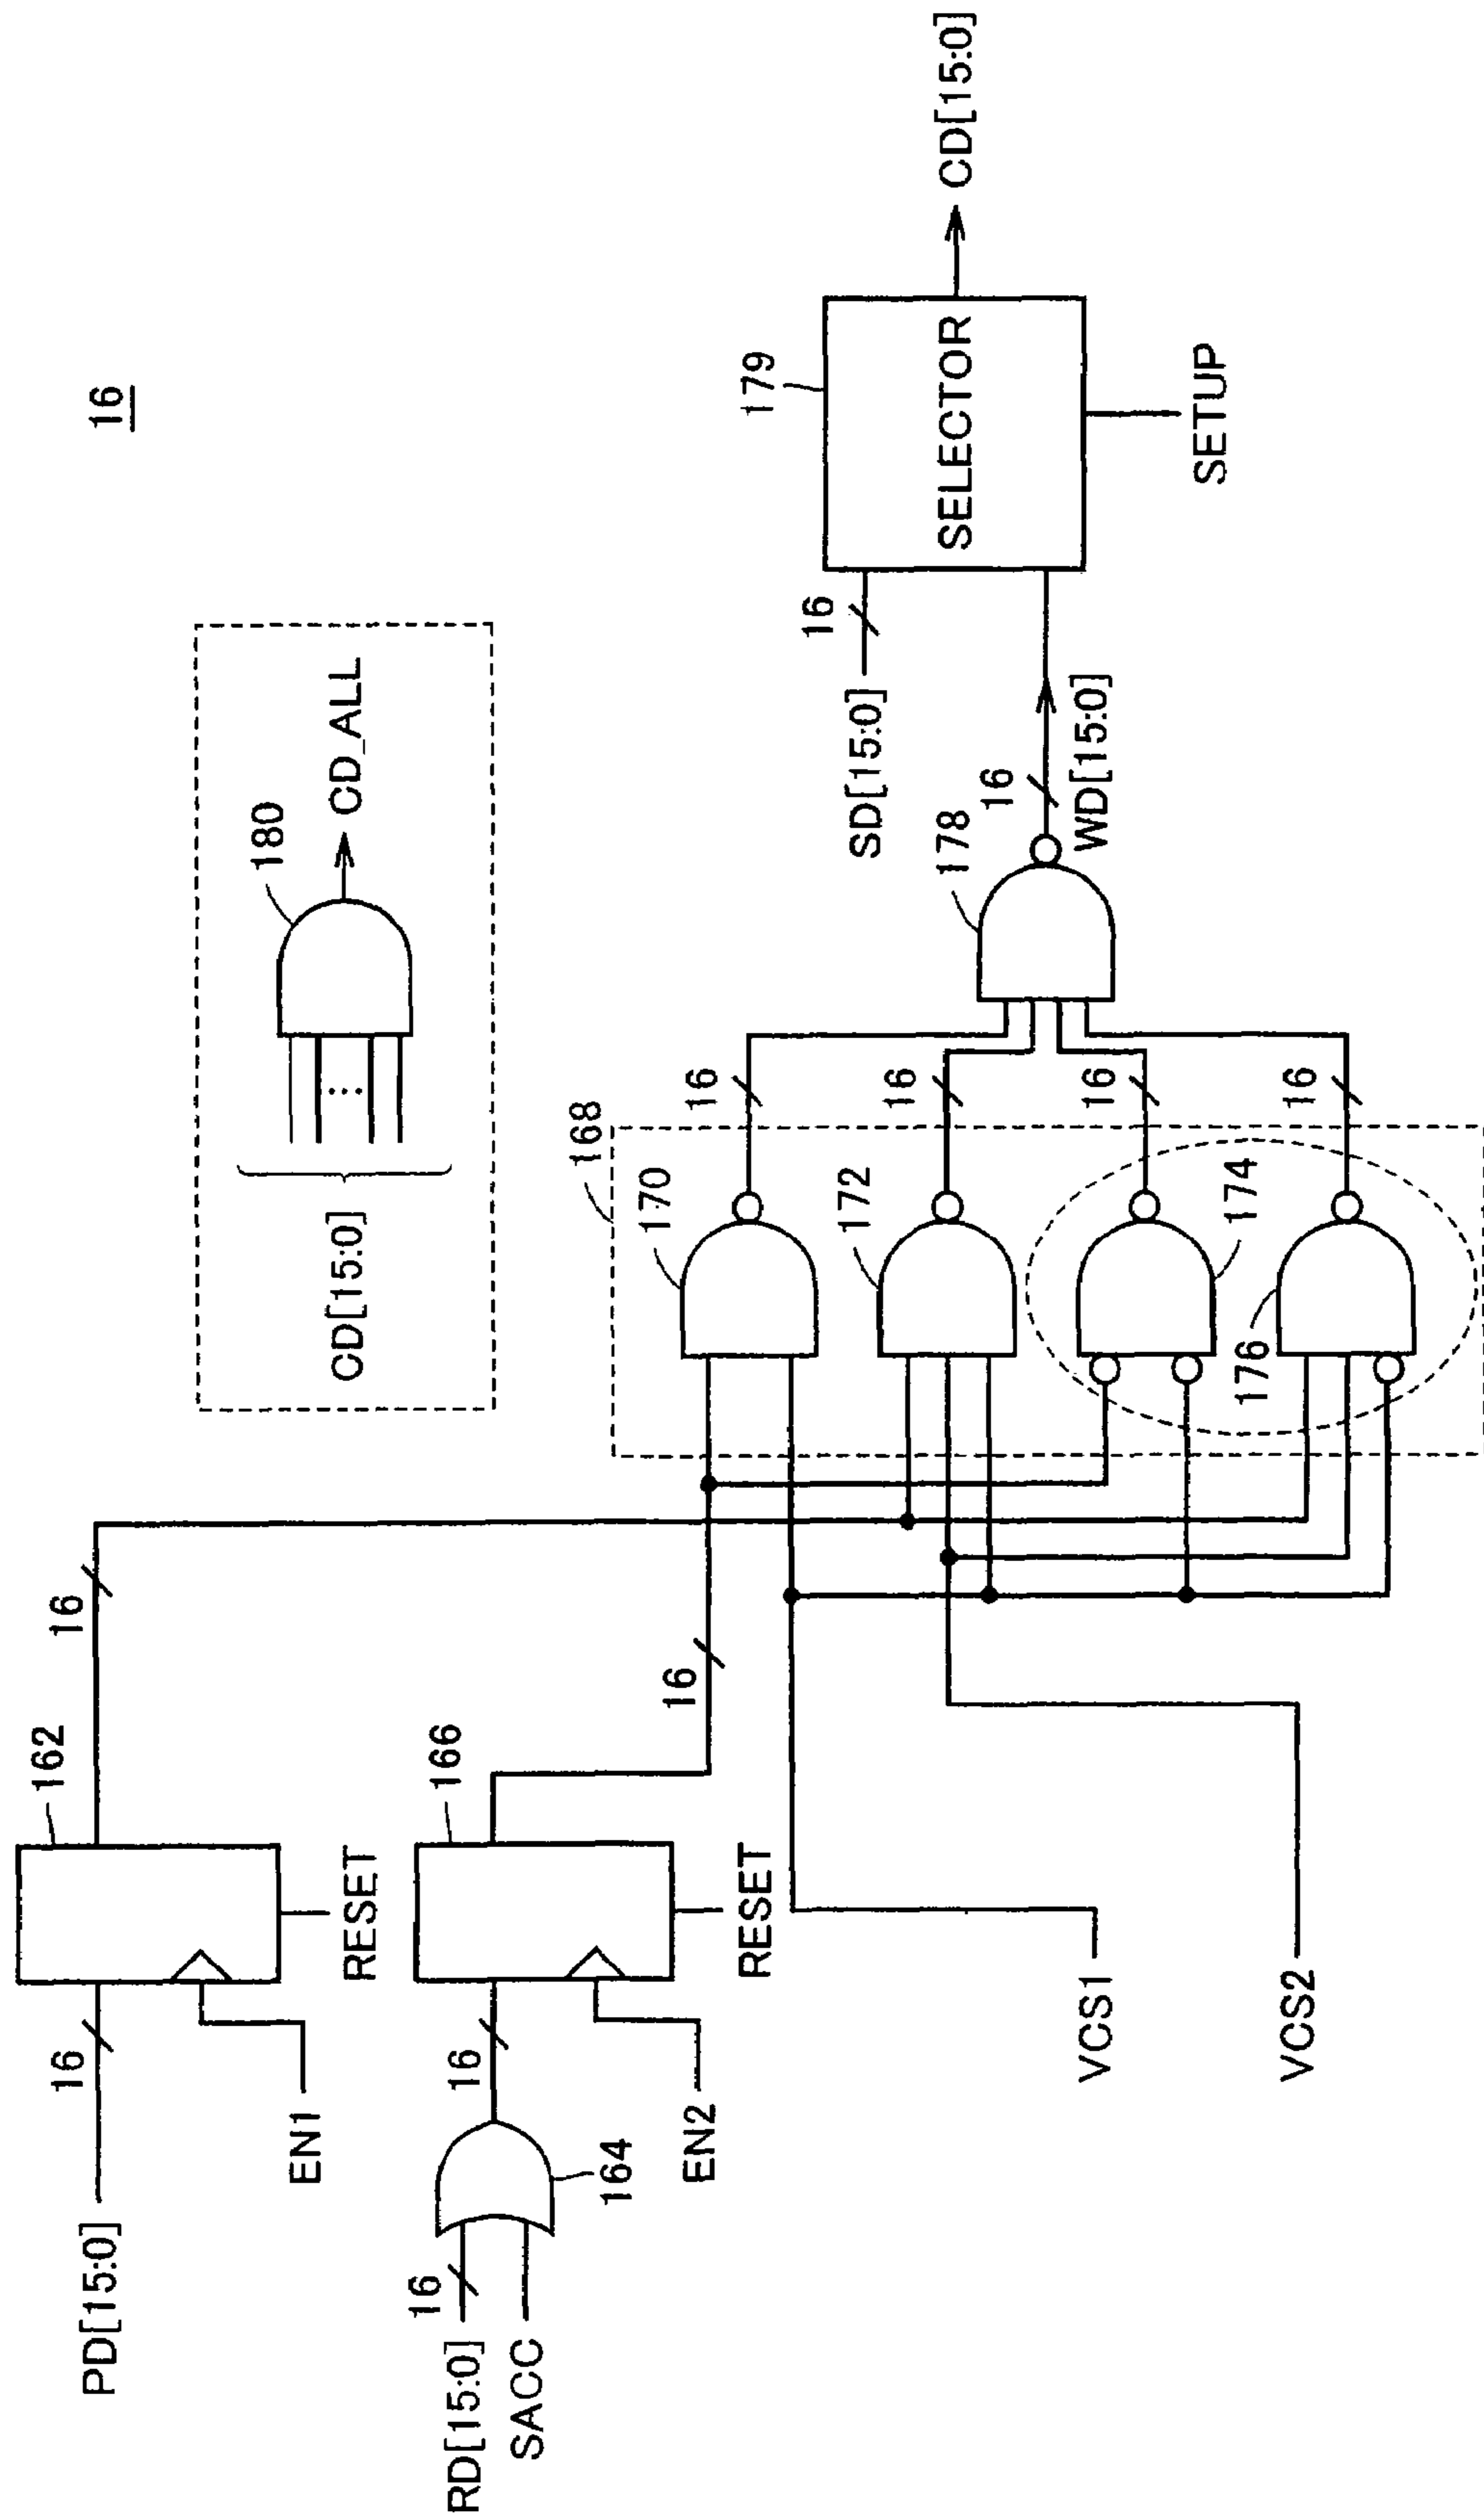 16
PD[15:0]
16
EN1
162
RESET
16
RD[15:0]
16
SACC
164
16
EN2
166
RESET
16
VCS1
VCS2
168
170
172
174
176
16
16
16
16
178
16
WD[15:0]
SD[15:0]
16
179
SELECTOR
SETUP
CD[15:0]
CD[15:0]
180
CD_ALL